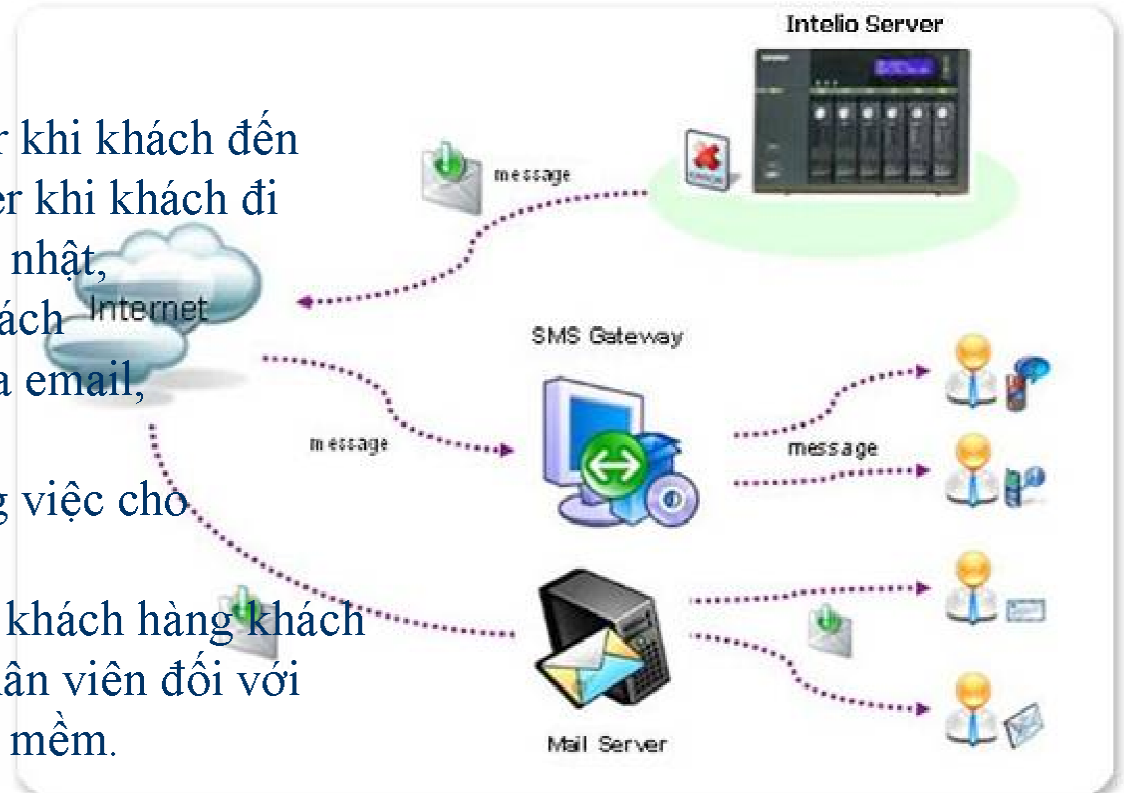 Intelio Server
r khi khách đến
message
er khi khách đi
nhật,
ách
Internet
SMS Gateway
a email,
message
message
g việc cho
khách hàng khách
ân viên đối với
mềm.
Mail Server